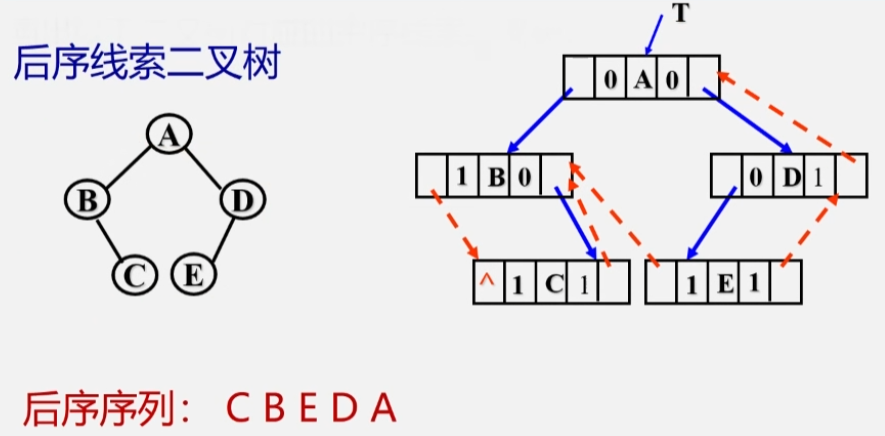 后序线索二叉树
T
0 A 0
A
1 B 0
0 D 1
B
D
C
E
^ 1 C 1
1 E 1
后序序列： C B E D A